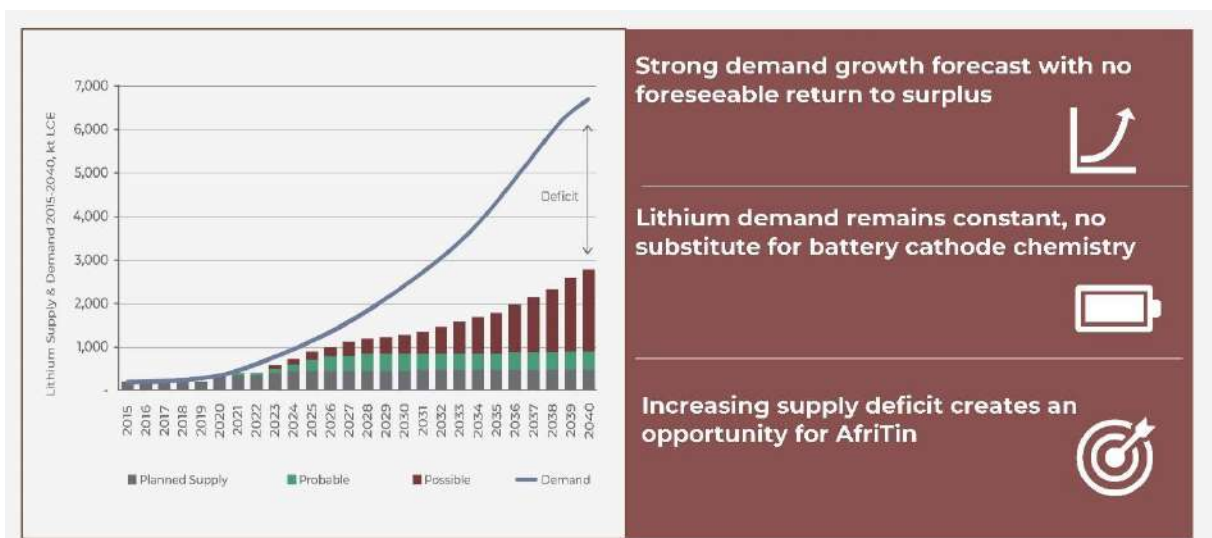 Lithium Supply & Demand 2015-2040, kt LCE
7,000
6,000
5,000
4,000
3,000
2,000
1,000
-
Deficit
2015
2016
2017
2018
2019
2020
2021
2022
2023
2024
2025
2026
2027
2028
2029
2030
2031
2032
2033
2034
2035
2036
2037
2038
2039
2040
Planned Supply
Probable
Possible
Demand
Strong demand growth forecast with no
foreseeable return to surplus
Lithium demand remains constant, no
substitute for battery cathode chemistry
Increasing supply deficit creates an
opportunity for AfriTin